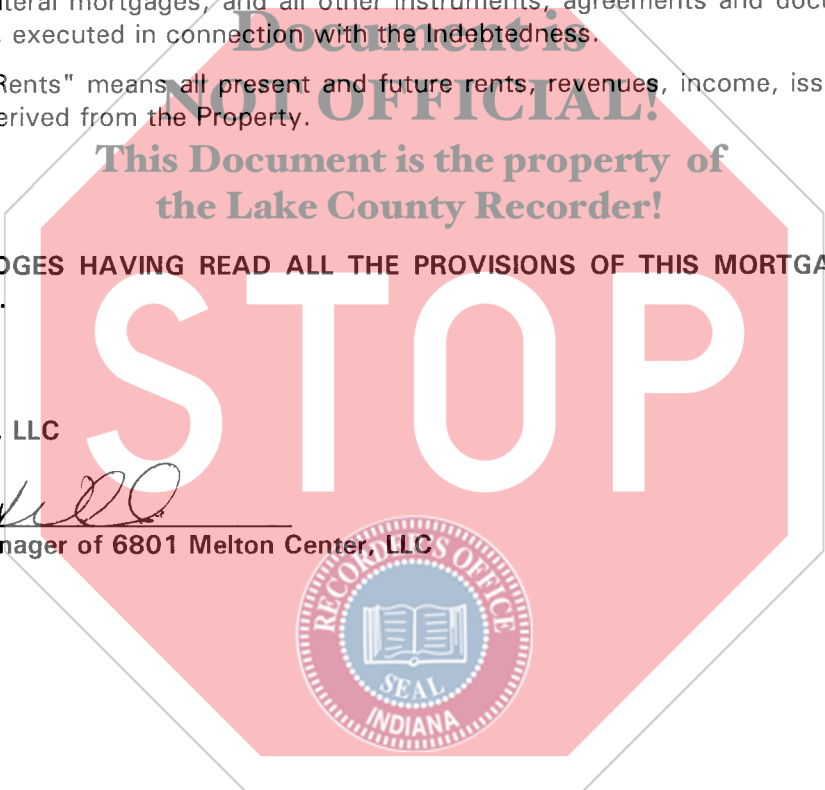 teral mortgages, and all other instruments, agreements and doc
, executed in connection with the Indebtedness.
Document is
Rents" means all present and future rents, revenues, income, iss
NOT OFFICIAL!
erived from the Property.
This Document is the property of
the Lake County Recorder!
DGES HAVING READ ALL THE PROVISIONS OF THIS MORTGA
.
STOP
, LLC
nager of 6801 Melton Center, LLC
RECORDER'S OFFICE
SEAL
INDIANA